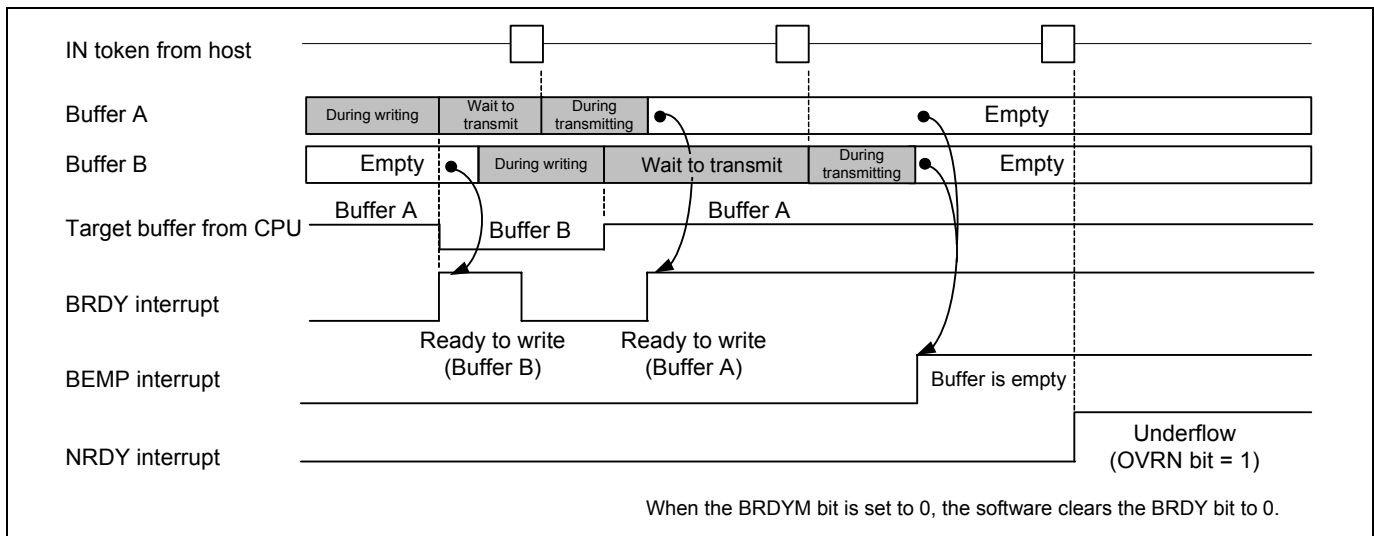 IN token from host
Buffer A
During writing
Wait to
transmit
During
transmitting
Empty
Buffer B
Empty
During writing
Wait to transmit
During
transmitting
Empty
Target buffer from CPU
Buffer A
Buffer B
Buffer A
BRDY interrupt
Ready to write
(Buffer B)
Ready to write
(Buffer A)
BEMP interrupt
Buffer is empty
NRDY interrupt
Underflow
(OVRN bit = 1)
When the BRDYM bit is set to 0, the software clears the BRDY bit to 0.